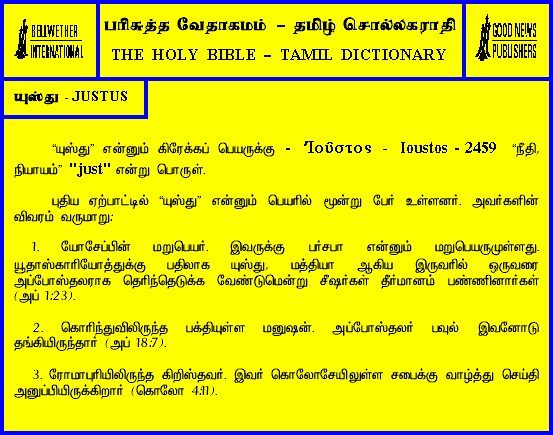 BELLWETHER
INTERNATIONAL
பரிசுத்த வேதாகமம் – தமிழ் சொல்லகராதி
THE HOLY BIBLE – TAMIL DICTIONARY
GOOD NEWS
PUBLISHERS
யுஸ்து - JUSTUS
“யுஸ்து” என்னும் கிரேக்கப் பெயருக்கு - Ἰοῦστος - Ioustos - 2459 “நீதி,
நியாயம்” "just" என்று பொருள்.
புதிய ஏற்பாட்டில் “யுஸ்து” என்னும் பெயரில் மூன்று பேர் உள்ளனர். அவர்களின்
விவரம் வருமாறு:
1. யோசேப்பின் மறுபெயர். இவருக்கு பர்சபா என்னும் மறுபெயருமுள்ளது.
யூதாஸ்காரியோத்துக்கு பதிலாக யுஸ்து, மத்தியா ஆகிய இருவரில் ஒருவரை
அப்போஸ்தலராக தெரிந்தெடுக்க வேண்டுமென்று சீஷர்கள் தீர்மானம் பண்ணினார்கள்
(அப் 1:23).
2. கொரிந்துவிலிருந்த பக்தியுள்ள மனுஷன். அப்போஸ்தலர் பவுல் இவனோடு
தங்கியிருந்தார் (அப் 18:7).
3. ரோமாபுரியிலிருந்த கிறிஸ்தவர். இவர் கொலோசேயிலுள்ள சபைக்கு வாழ்த்து செய்தி
அனுப்பியிருக்கிறார் (கொலோ 4:11).